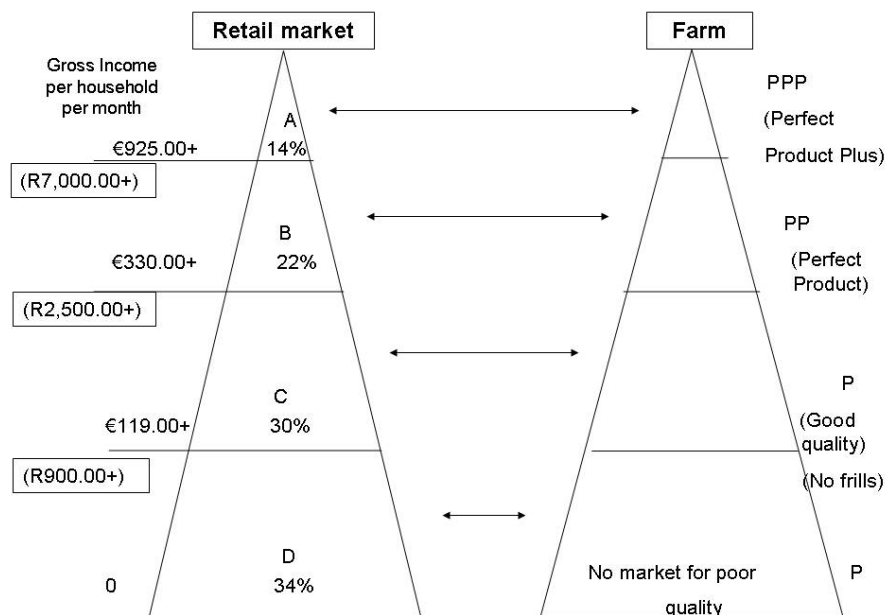 Retail market
Farm
Gross Income
per household
per month
PPP
(Perfect
Product Plus)
A
€925.00+
14%
(R7,000.00+)
B
PP
€330.00+
22%
(Perfect
Product)
(R2,500.00+)
C
P
€119.00+
30%
(Good
quality)
(R900.00+)
(No frills)
D
0
34%
No market for poor
quality
P